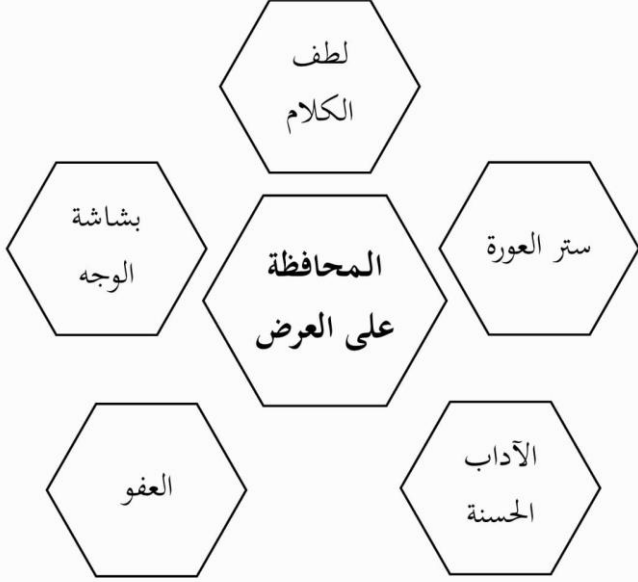 لطف
الكلام
ستر العورة
بشاشة
الوجه
المحافظة
على العرض
الآداب
الحسنة
العفو